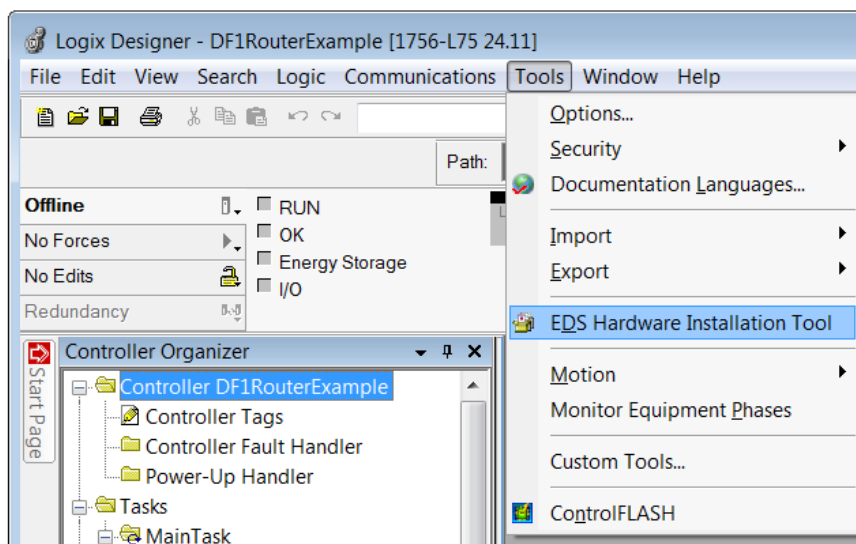 Logix Designer - DF1RouterExample [1756-L75 24.11]
File Edit View Search Logic Communications Tools Window Help
Path:
Offline
No Forces
No Edits
Redundancy
RUN
OK
Energy Storage
I/O
Start Page
Controller Organizer
Controller DF1RouterExample
Controller Tags
Controller Fault Handler
Power-Up Handler
Tasks
MainTask
Options...
Security
Documentation Languages...
Import
Export
EDS Hardware Installation Tool
Motion
Monitor Equipment Phases
Custom Tools...
ControlFLASH